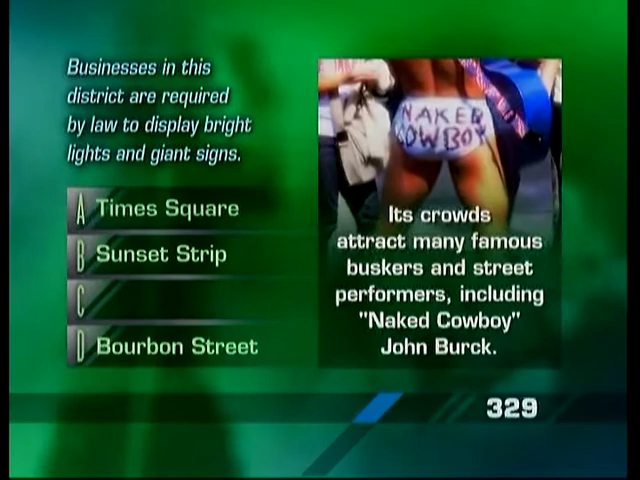 Businesses in this
district are required
by law to display bright
lights and giant signs.
A Times Square
B Sunset Strip
C
D Bourbon Street
NAKED
COWBOY
Its crowds
attract many famous
buskers and street
performers, including
"Naked Cowboy"
John Burck.
329